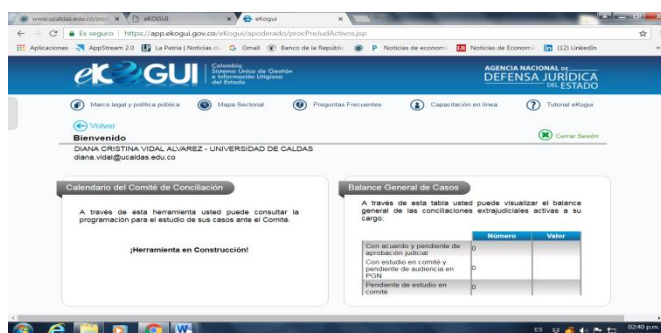 www.ucaldas.edu.co/por
eKOGUI
eKogui
Es seguro
https://app.ekogui.gov.co/eKogui/apoderado/procPreJudActivos.jsp
Aplicaciones
AppStream 2.0
La Patria | Noticias d
Gmail
Banco de la Repúblic
Noticias de economí
Noticias de Economí
(12) LinkedIn
eKOGUI
Colombia
Sistema Único de Gestión
e Información Litigiosa
del Estado
AGENCIA NACIONAL DE
DEFENSA JURÍDICA
DEL ESTADO
Marco legal y política pública
Mapa Sectorial
Preguntas Frecuentes
Capacitación en línea
Tutorial eKogui
Volver
Bienvenido
Cerrar Sesión
DIANA CRISTINA VIDAL ALVAREZ - UNIVERSIDAD DE CALDAS
diana.vidal@ucaldas.edu.co
Calendario del Comité de Conciliación
A través de esta herramienta usted puede consultar la
programación para el estudio de sus casos ante el Comité.
¡Herramienta en Construcción!
Balance General de Casos
A través de esta tabla usted puede visualizar el balance
general de las conciliaciones extrajudiciales activas a su
cargo:
Número Valor
Con acuerdo y pendiente de
aprobación judicial
0
Con estudio en comité y
pendiente de audiencia en
PGN
0
Pendiente de estudio en
comité
0
ES
02:40 p.m.